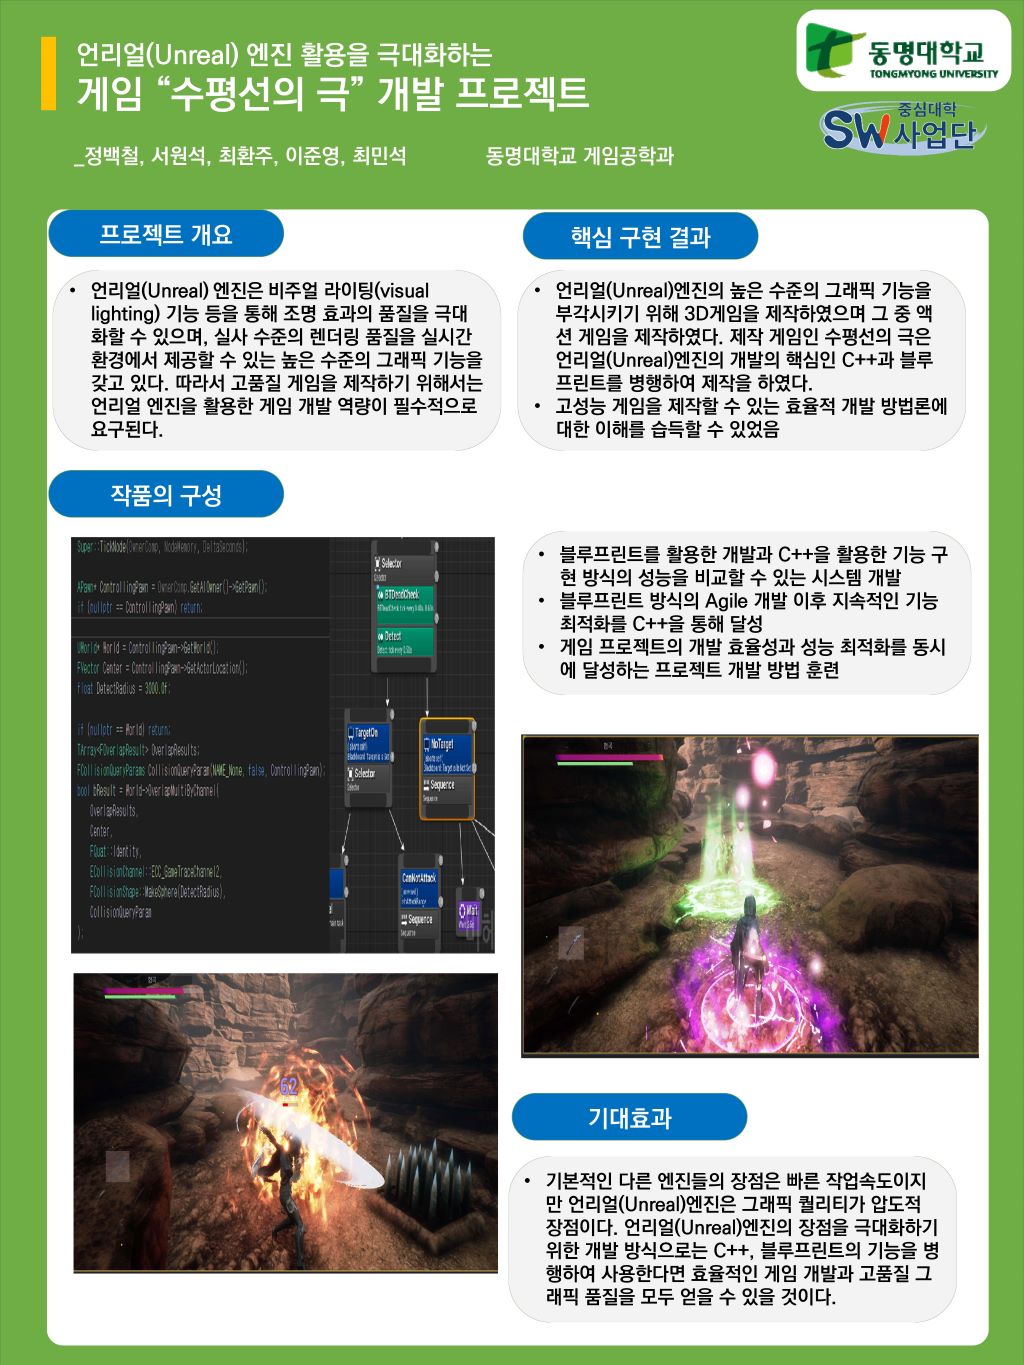 언리얼(Unreal) 엔진 활용을 극대화하는
게임 “수평선의 극” 개발 프로젝트
_정백철, 서원석, 최환주, 이준영, 최민석
동명대학교 게임공학과
동명대학교
TONGMYONG UNIVERSITY
중심대학
SW사업단
프로젝트 개요
• 언리얼(Unreal) 엔진은 비주얼 라이팅(visual
lighting) 기능 등을 통해 조명 효과의 품질을 극대
화할 수 있으며, 실사 수준의 렌더링 품질을 실시간
환경에서 제공할 수 있는 높은 수준의 그래픽 기능을
갖고 있다. 따라서 고품질 게임을 제작하기 위해서는
언리얼 엔진을 활용한 게임 개발 역량이 필수적으로
요구된다.
핵심 구현 결과
• 언리얼(Unreal)엔진의 높은 수준의 그래픽 기능을
부각시키기 위해 3D게임을 제작하였으며 그 중 액
션 게임을 제작하였다. 제작 게임인 수평선의 극은
언리얼(Unreal)엔진의 개발의 핵심인 C++과 블루
프린트를 병행하여 제작을 하였다.
• 고성능 게임을 제작할 수 있는 효율적 개발 방법론에
대한 이해를 습득할 수 있었음
작품의 구성
Super::TickNode(OwnerComp, NodeMemory, DeltaSeconds);
APawn* ControllingPawn = OwnerComp.GetAIOwner()->GetPawn();
if (nullptr == ControllingPawn) return;
UWorld* World = ControllingPawn->GetWorld();
FVector Center = ControllingPawn->GetActorLocation();
float DetectRadius = 3000.0f;
if (nullptr == World) return;
TArray<FOverlapResult> OverlapResults;
FCollisionQueryParams CollisionQueryParam(NAME_None, false, ControllingPawn);
bool bResult = World->OverlapMultiByChannel(
OverlapResults,
Center,
FQuat::Identity,
ECollisionChannel::ECC_GameTraceChannel2,
FCollisionShape::MakeSphere(DetectRadius),
CollisionQueryParam
);
Selector
Selector
BTDeadCheck
Detect
TargetOn
( aborts self )
Selector
Selector
NoTarget
( aborts self )
Sequence
Sequence
CanNotAttack
Sequence
Sequence
Wait
• 블루프린트를 활용한 개발과 C++을 활용한 기능 구
현 방식의 성능을 비교할 수 있는 시스템 개발
• 블루프린트 방식의 Agile 개발 이후 지속적인 기능
최적화를 C++을 통해 달성
• 게임 프로젝트의 개발 효율성과 성능 최적화를 동시
에 달성하는 프로젝트 개발 방법 훈련
62
기대효과
• 기본적인 다른 엔진들의 장점은 빠른 작업속도이지
만 언리얼(Unreal)엔진은 그래픽 퀄리티가 압도적
장점이다. 언리얼(Unreal)엔진의 장점을 극대화하기
위한 개발 방식으로는 C++, 블루프린트의 기능을 병
행하여 사용한다면 효율적인 게임 개발과 고품질 그
래픽 품질을 모두 얻을 수 있을 것이다.